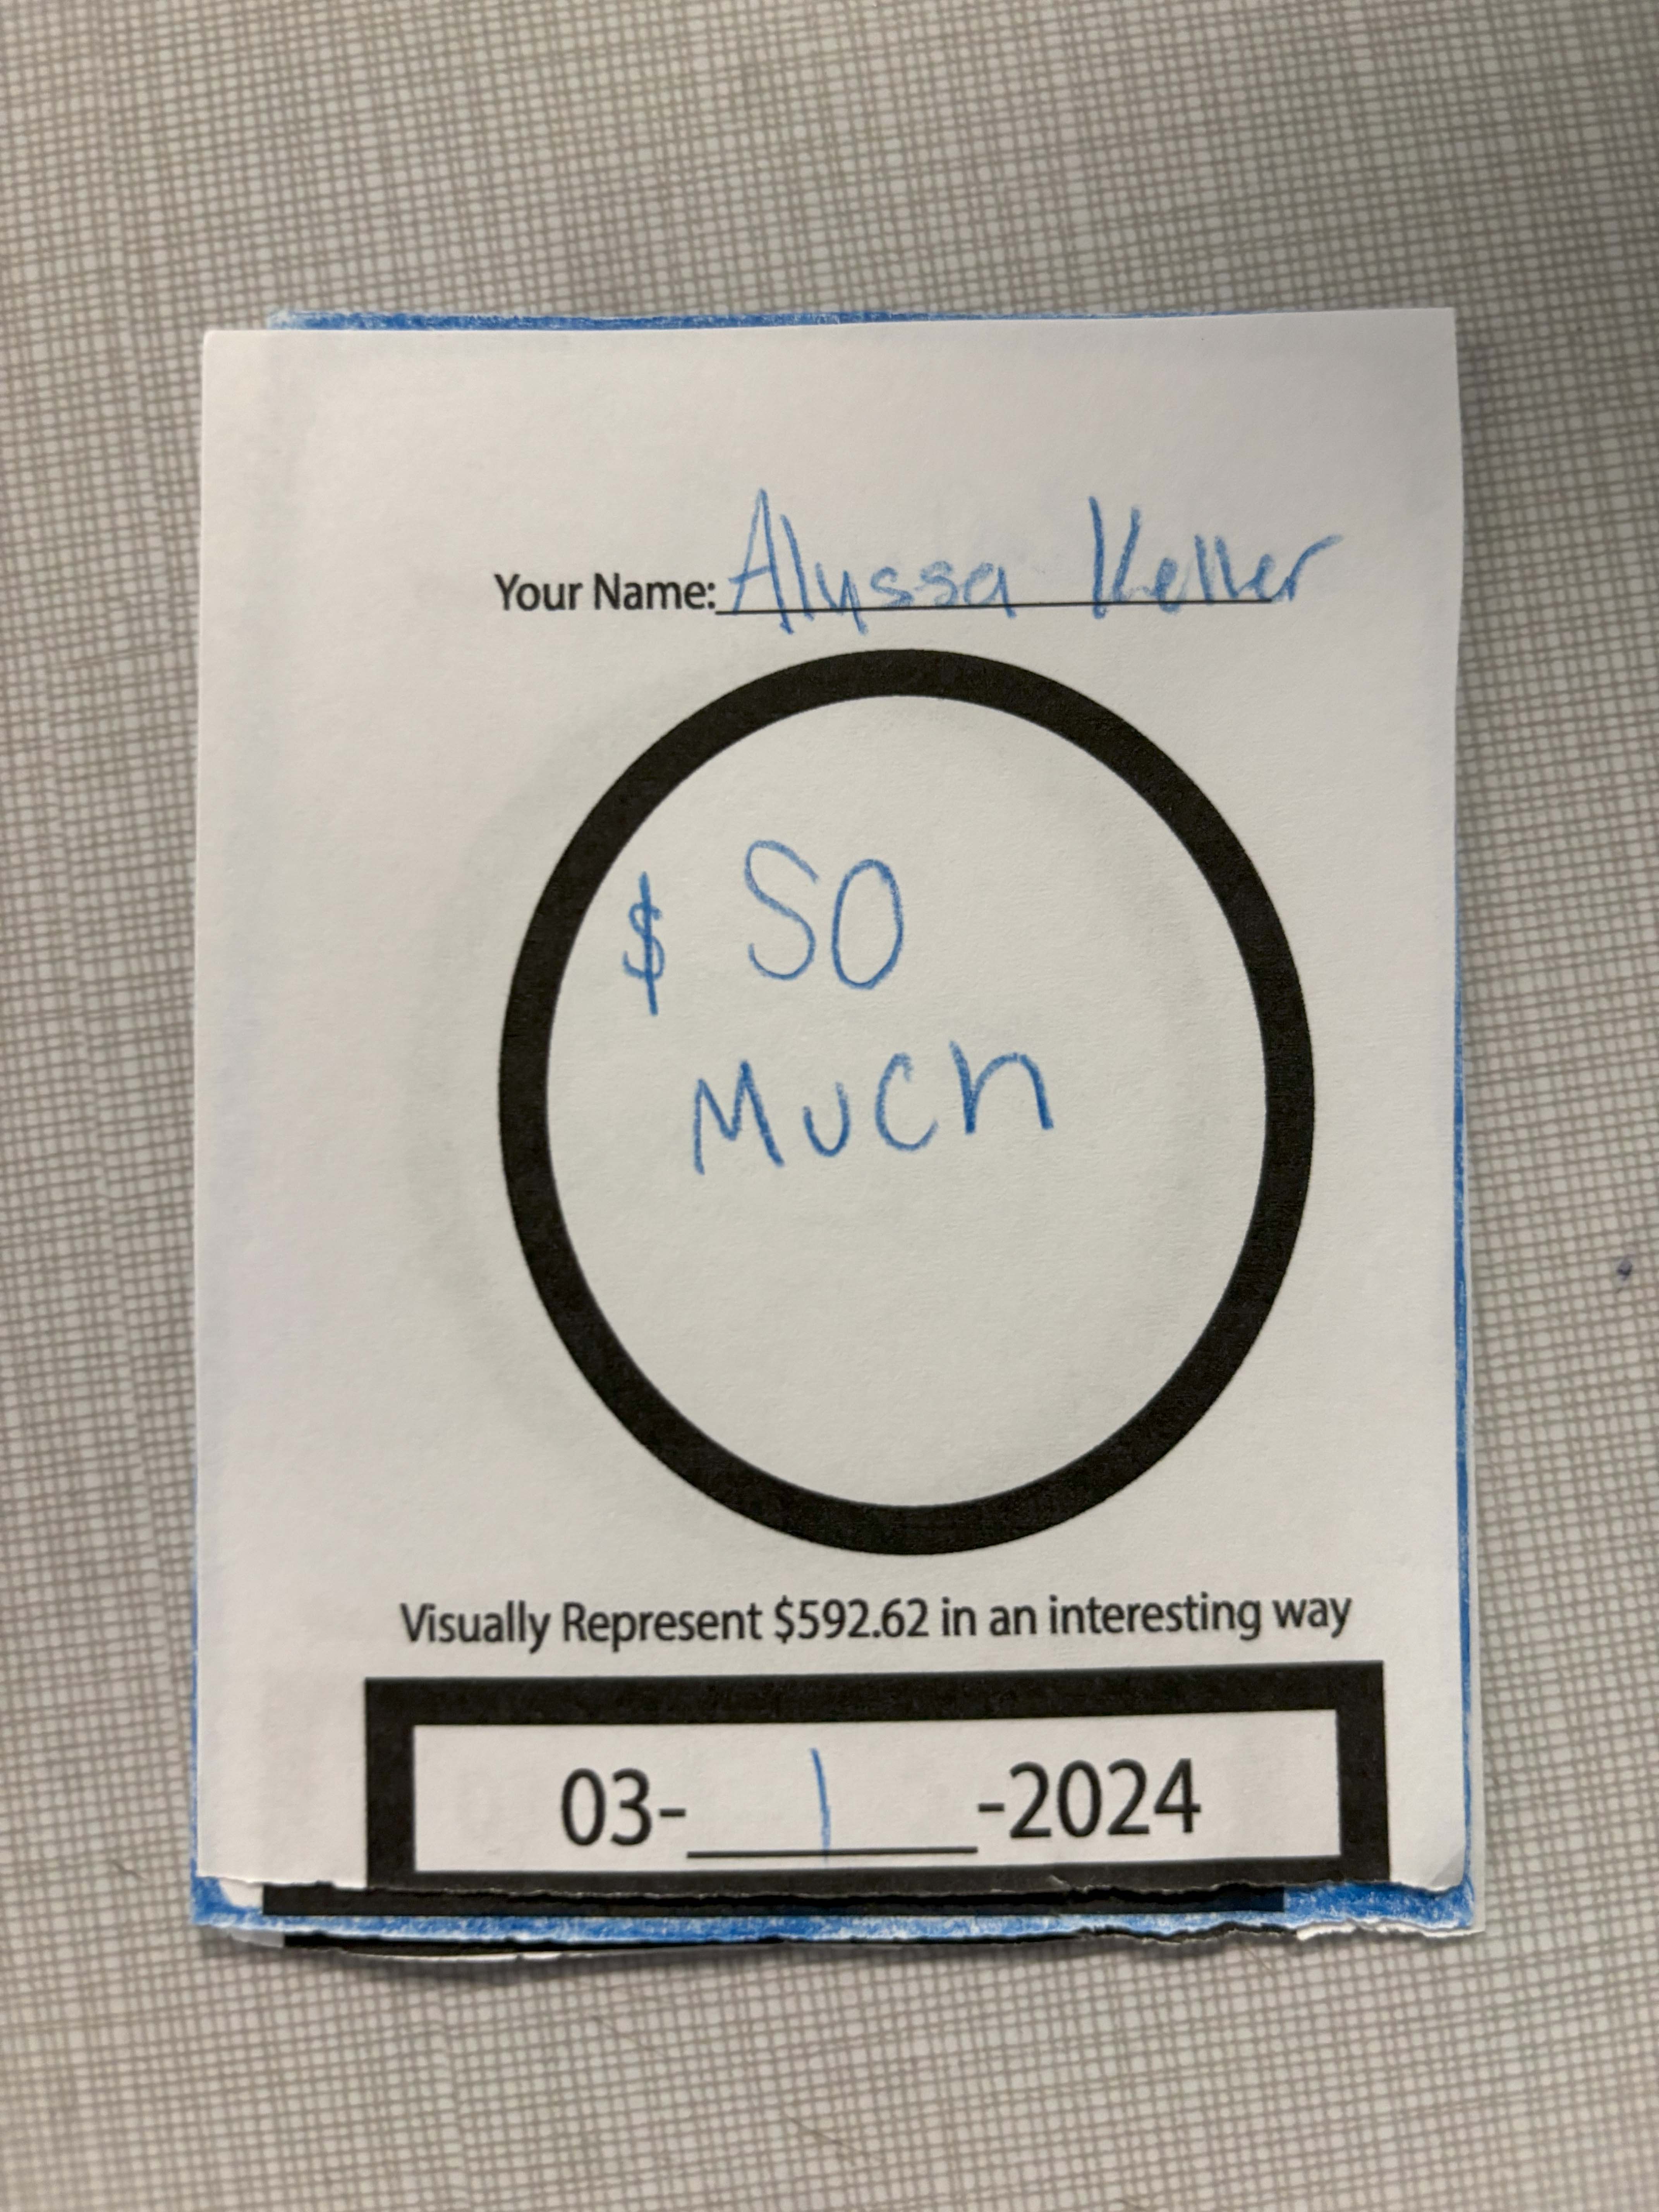 Your Name: Alyssa Keller
$ SO
MUCh
Visually Represent $592.62 in an interesting way
03- 1 -2024